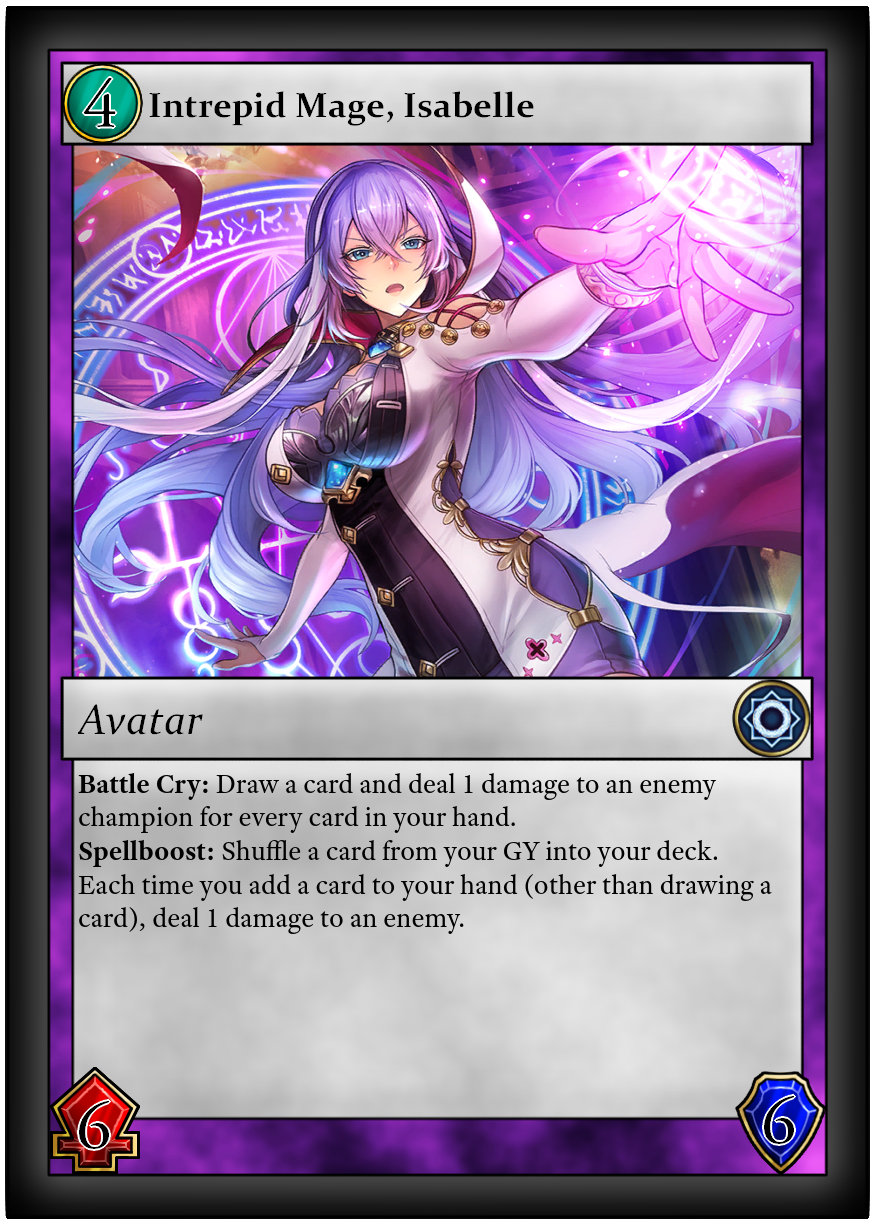 4
Intrepid Mage, Isabelle
Avatar
Battle Cry: Draw a card and deal 1 damage to an enemy
champion for every card in your hand.
Spellboost: Shuffle a card from your GY into your deck.
Each time you add a card to your hand (other than drawing a
card), deal 1 damage to an enemy.
6
6